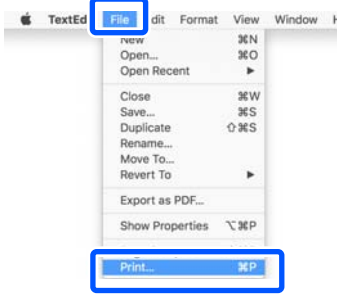 TextEd File dit Format View Window H
New ⌘N
Open... ⌘O
Open Recent ▶
Close ⌘W
Save... ⌘S
Duplicate ⇧⌘S
Rename...
Move To...
Revert To ▶
Export as PDF...
Show Properties ⌥⌘P
Print... ⌘P